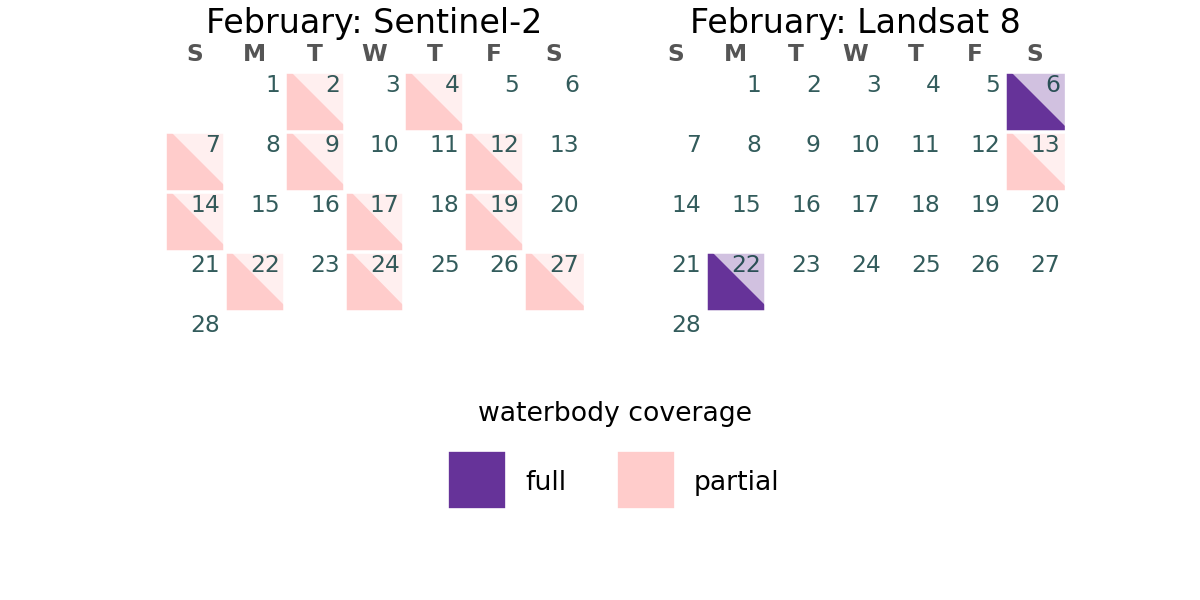 February: Sentinel-2
S M T W T F S
1 2 3 4 5 6
7 8 9 10 11 12 13
14 15 16 17 18 19 20
21 22 23 24 25 26 27
28
February: Landsat 8
S M T W T F S
1 2 3 4 5 6
7 8 9 10 11 12 13
14 15 16 17 18 19 20
21 22 23 24 25 26 27
28
waterbody coverage
full
partial